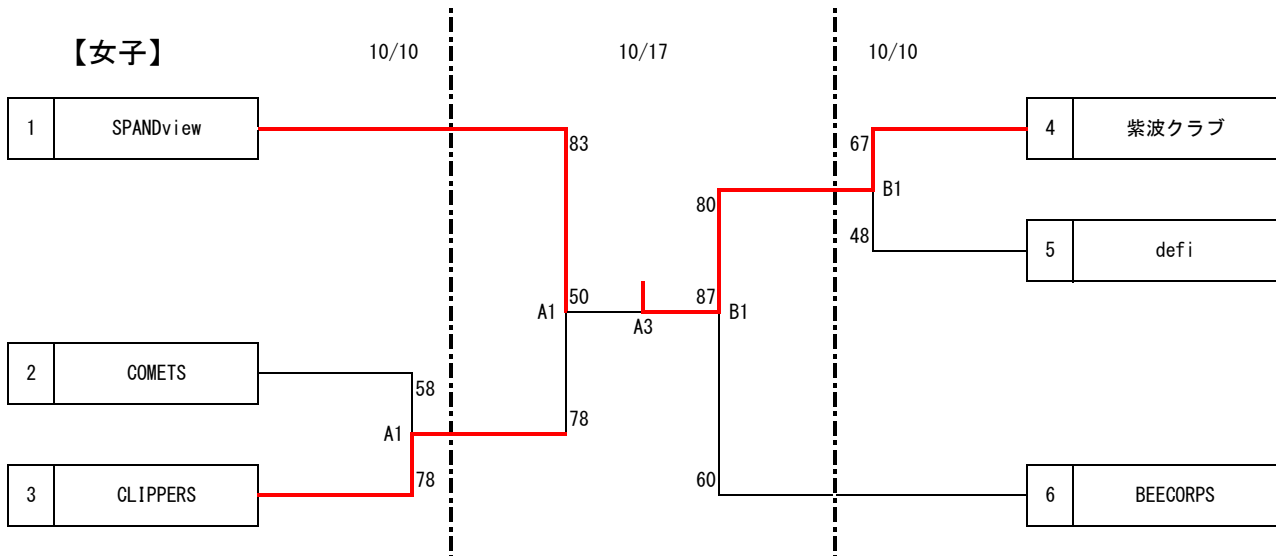 【女子】
10/10
10/17
10/10
1
SPANDview
83
67
4
紫波クラブ
B1
80
48
5
defi
50
87
A1
A3
B1
2
COMETS
58
78
A1
3
CLIPPERS
78
60
6
BEECORPS